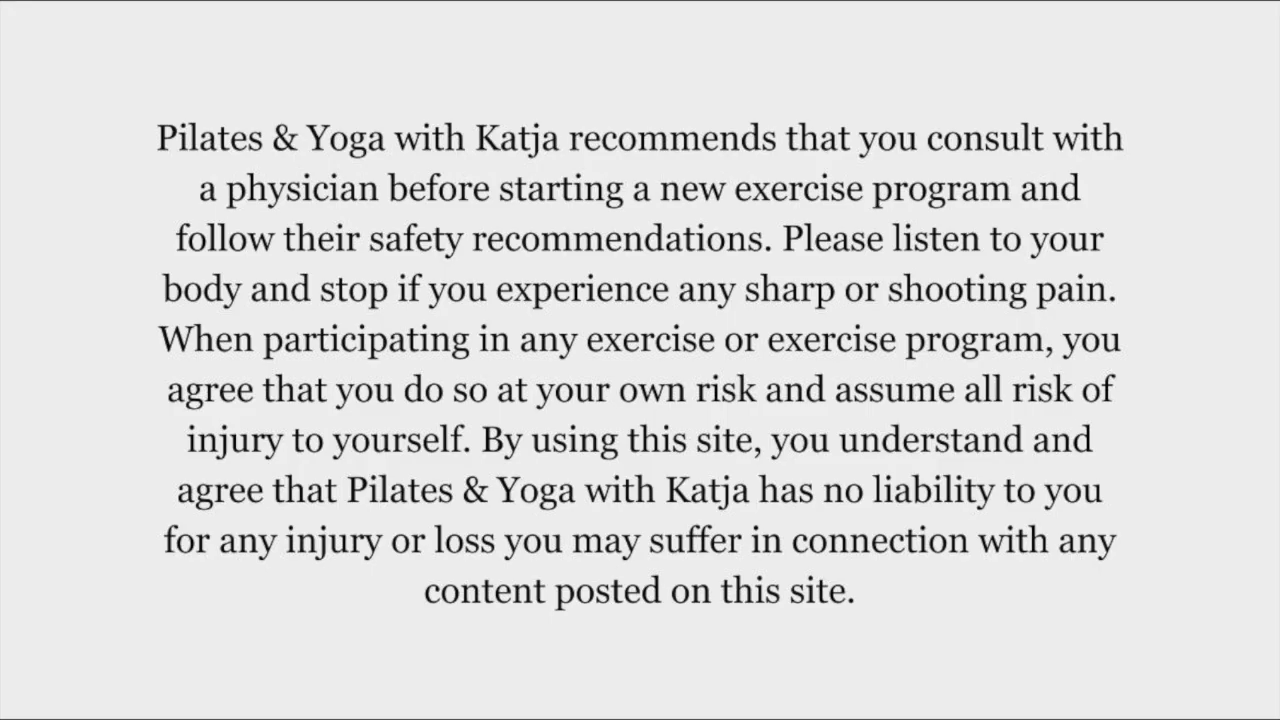 Pilates & Yoga with Katja recommends that you consult with
a physician before starting a new exercise program and
follow their safety recommendations. Please listen to your
body and stop if you experience any sharp or shooting pain.
When participating in any exercise or exercise program, you
agree that you do so at your own risk and assume all risk of
injury to yourself. By using this site, you understand and
agree that Pilates & Yoga with Katja has no liability to you
for any injury or loss you may suffer in connection with any
content posted on this site.